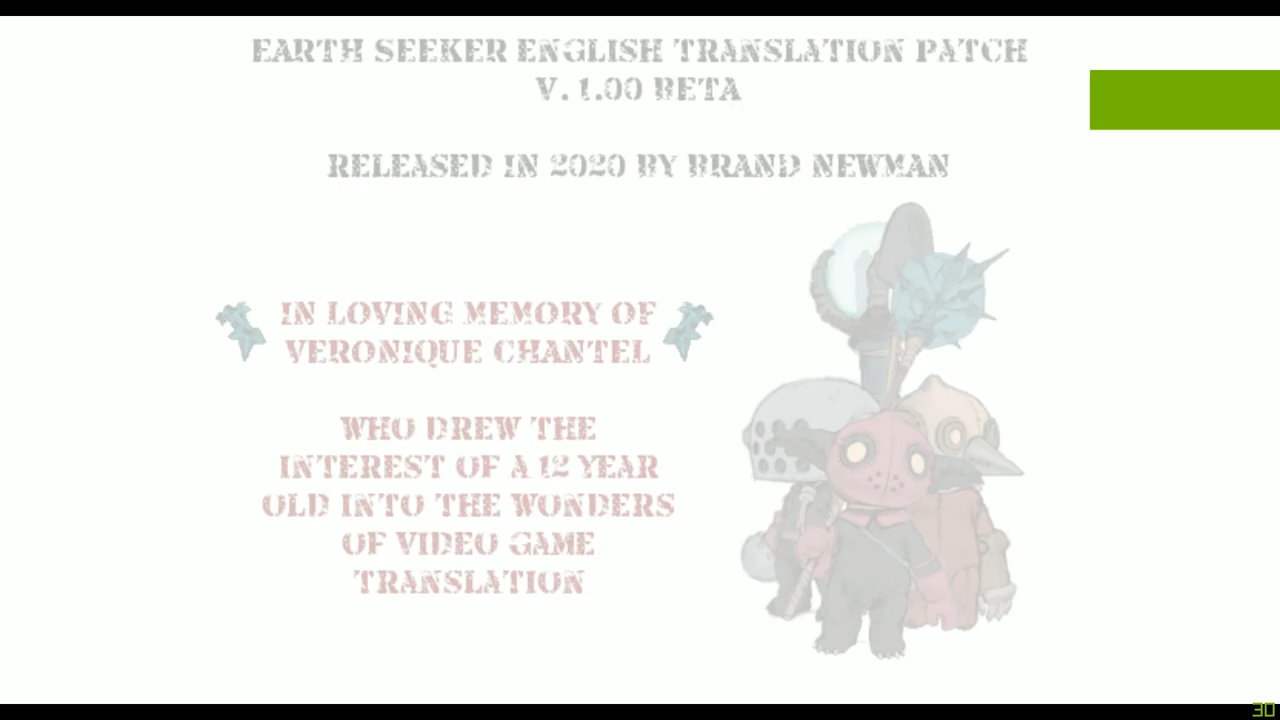 EARTH SEEKER ENGLISH TRANSLATION PATCH
V. 1.00 BETA
RELEASED IN 2020 BY BRAND NEWMAN
IN LOVING MEMORY OF
VERONIQUE CHANTEL
WHO DREW THE
INTEREST OF A 12 YEAR
OLD INTO THE WONDERS
OF VIDEO GAME
TRANSLATION
30